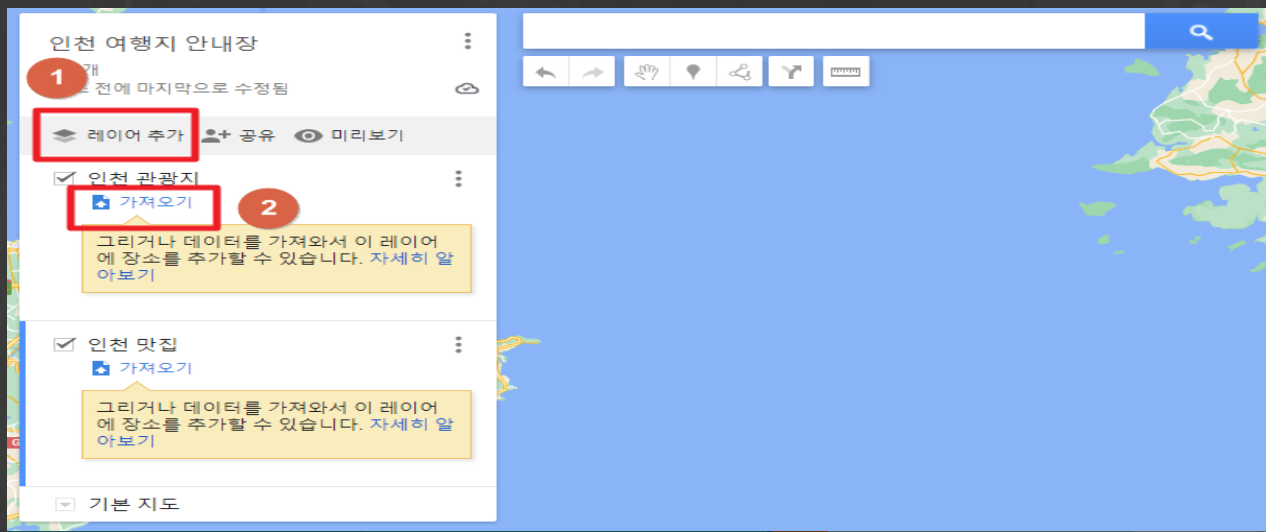 인천 여행지 안내장
1
개
전에 마지막으로 수정됨
레이어 추가 공유 미리보기
인천 관광지
가져오기
2
그리거나 데이터를 가져와서 이 레이어
에 장소를 추가할 수 있습니다. 자세히 알
아보기
인천 맛집
가져오기
그리거나 데이터를 가져와서 이 레이어
에 장소를 추가할 수 있습니다. 자세히 알
아보기
기본 지도